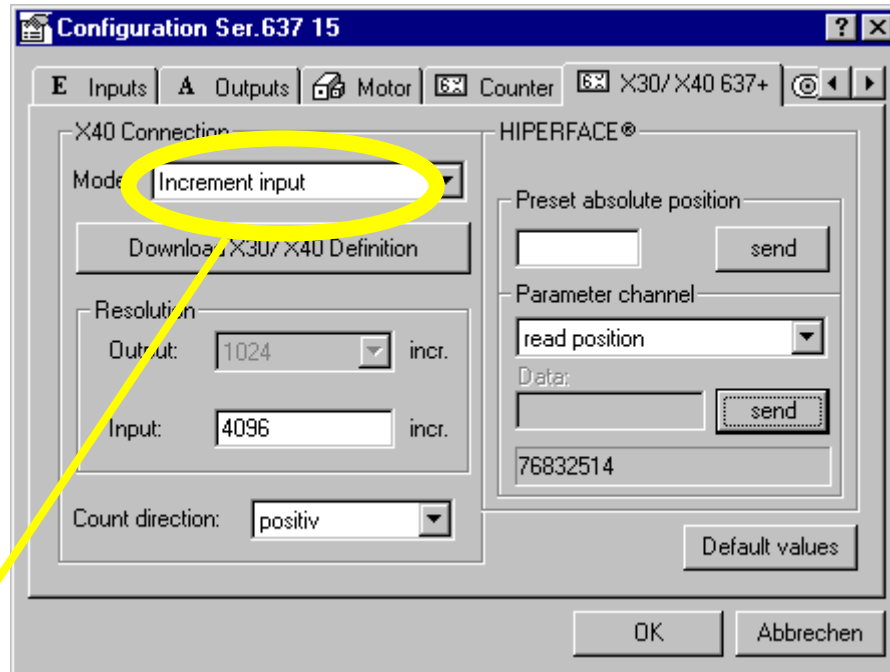 Configuration Ser.637 15
E Inputs A Outputs Motor Counter X30/X40 637+
X40 Connection
Mode Increment input
Download X30/X40 Definition
Resolution
Output: 1024 incr.
Input: 4096 incr.
Count direction: positiv
HIPERFACE®
Preset absolute position
send
Parameter channel
read position
Data:
send
76832514
Default values
OK Abbrechen